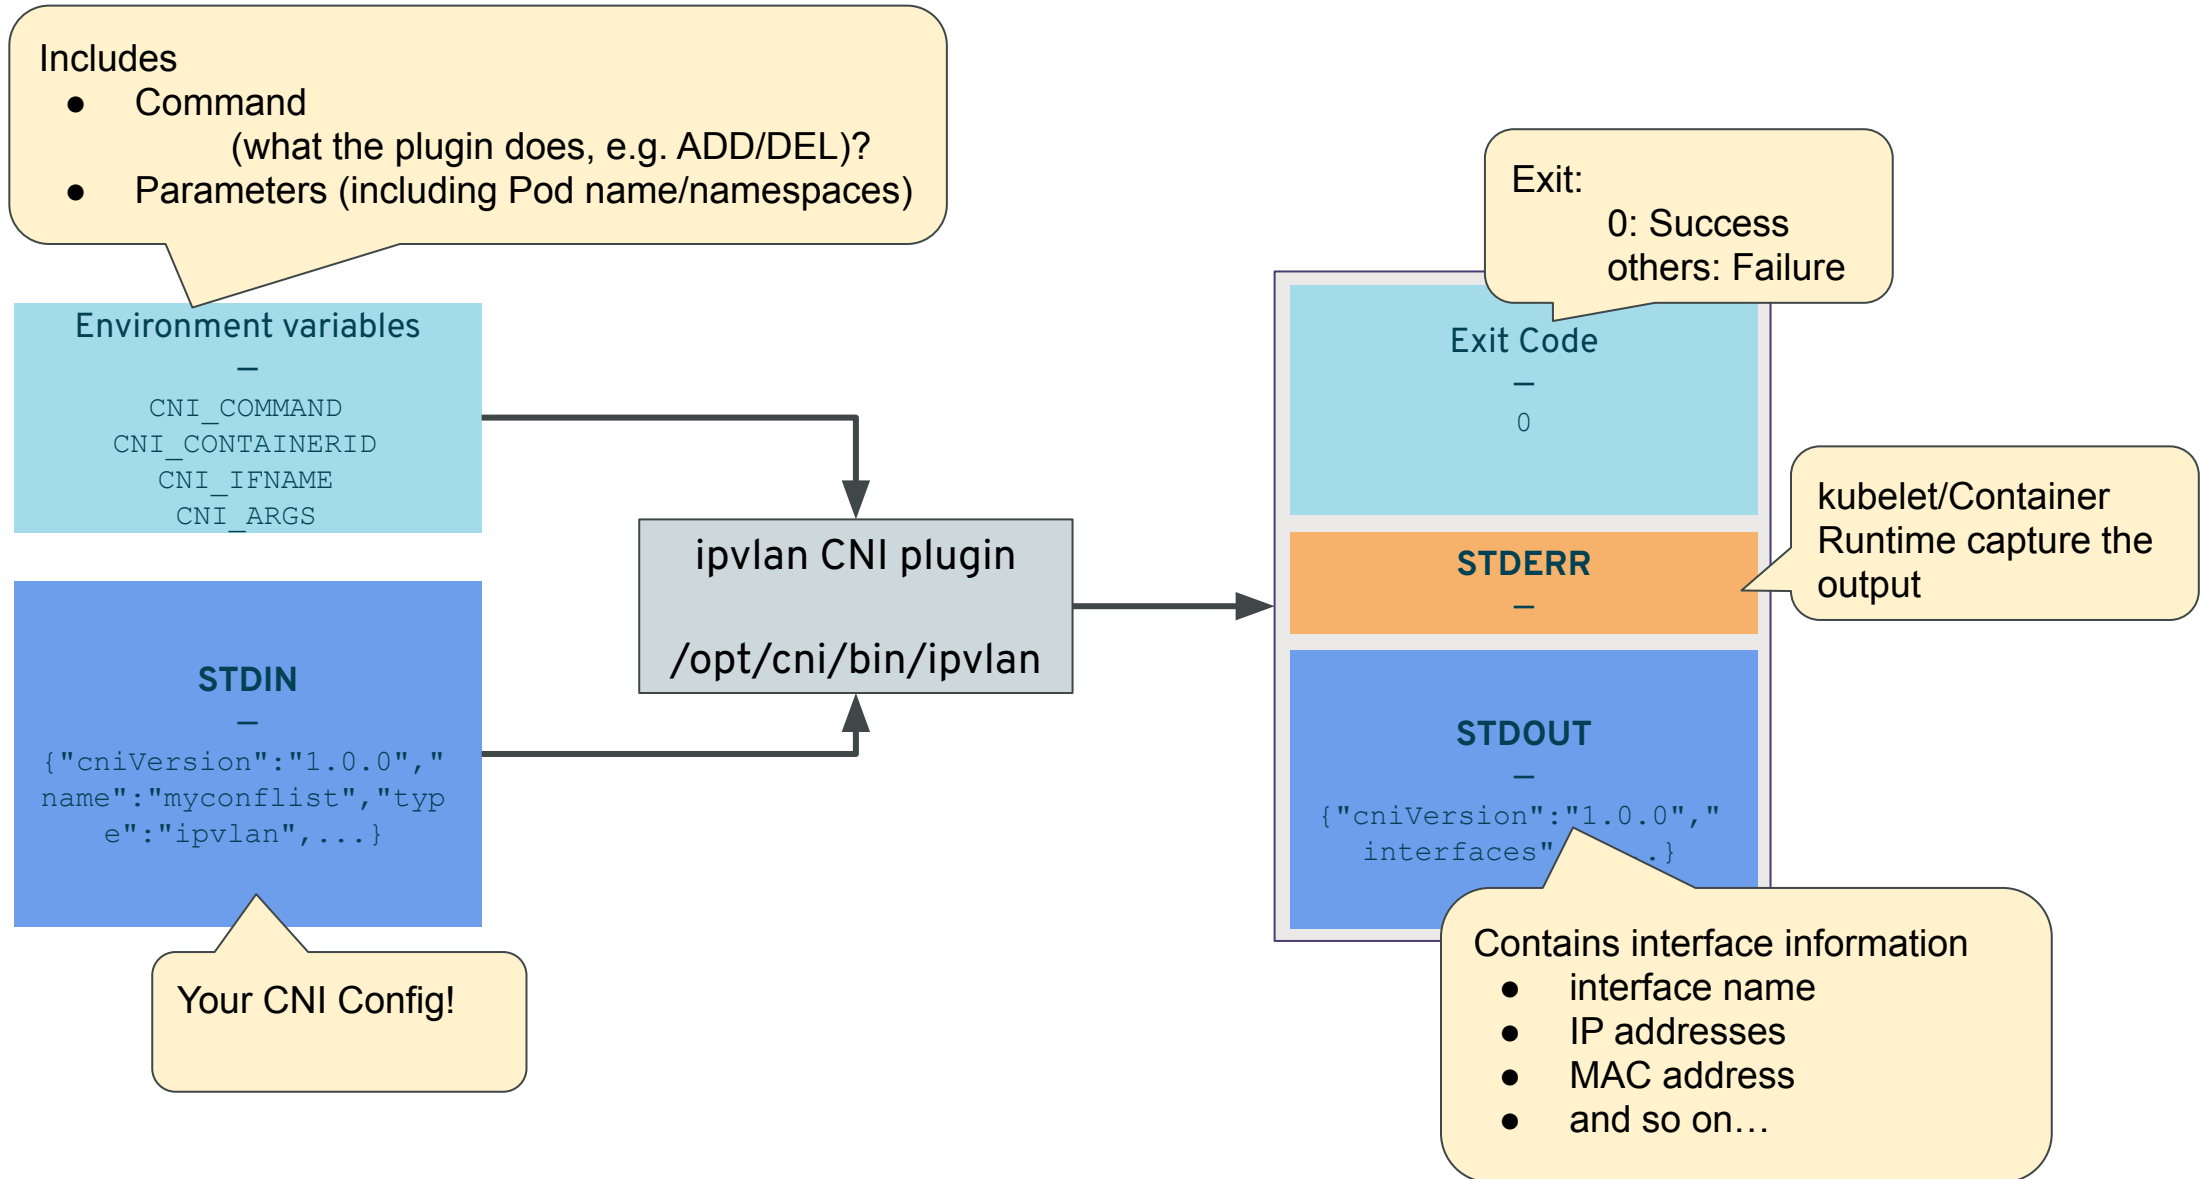 Includes
● Command
(what the plugin does, e.g. ADD/DEL)?
● Parameters (including Pod name/namespaces)
Environment variables
—
CNI_COMMAND
CNI_CONTAINERID
CNI_IFNAME
CNI_ARGS
STDIN
—
{"cniVersion":"1.0.0","
name":"myconflist","typ
e":"ipvlan",...}
Your CNI Config!
ipvlan CNI plugin
/opt/cni/bin/ipvlan
Exit:
0: Success
others: Failure
Exit Code
—
0
STDERR
—
kubelet/Container
Runtime capture the
output
STDOUT
—
{"cniVersion":"1.0.0","
interfaces" .}
Contains interface information
● interface name
● IP addresses
● MAC address
● and so on…